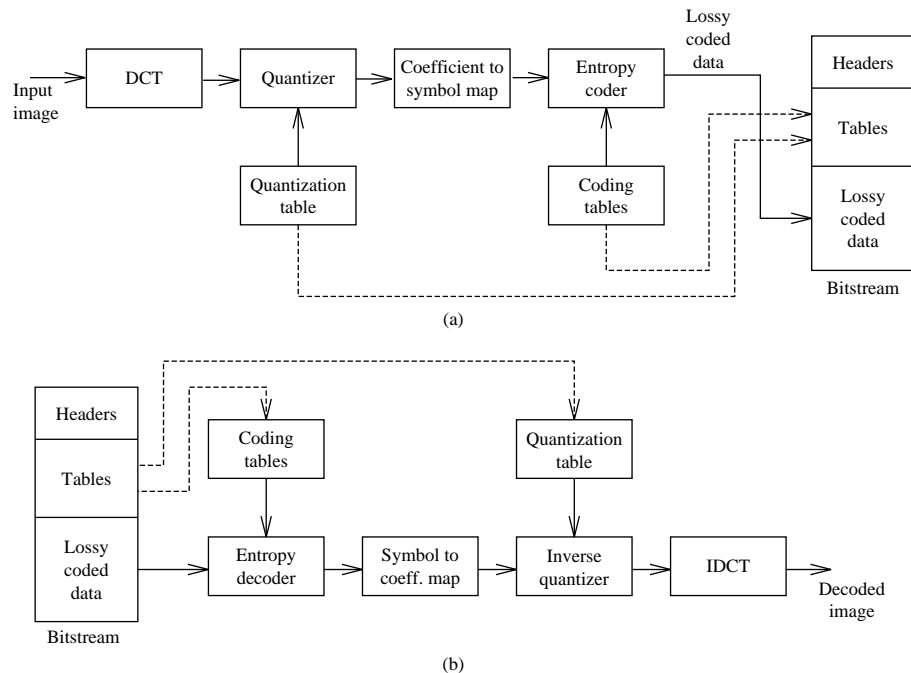 Input
image
DCT
Quantizer
Coefficient to
symbol map
Entropy
coder
Lossy
coded
data
Quantization
table
Coding
tables
Headers
Tables
Lossy
coded
data
Bitstream
(a)
Headers
Tables
Lossy
coded
data
Bitstream
Coding
tables
Quantization
table
Entropy
decoder
Symbol to
coeff. map
Inverse
quantizer
IDCT
Decoded
image
(b)